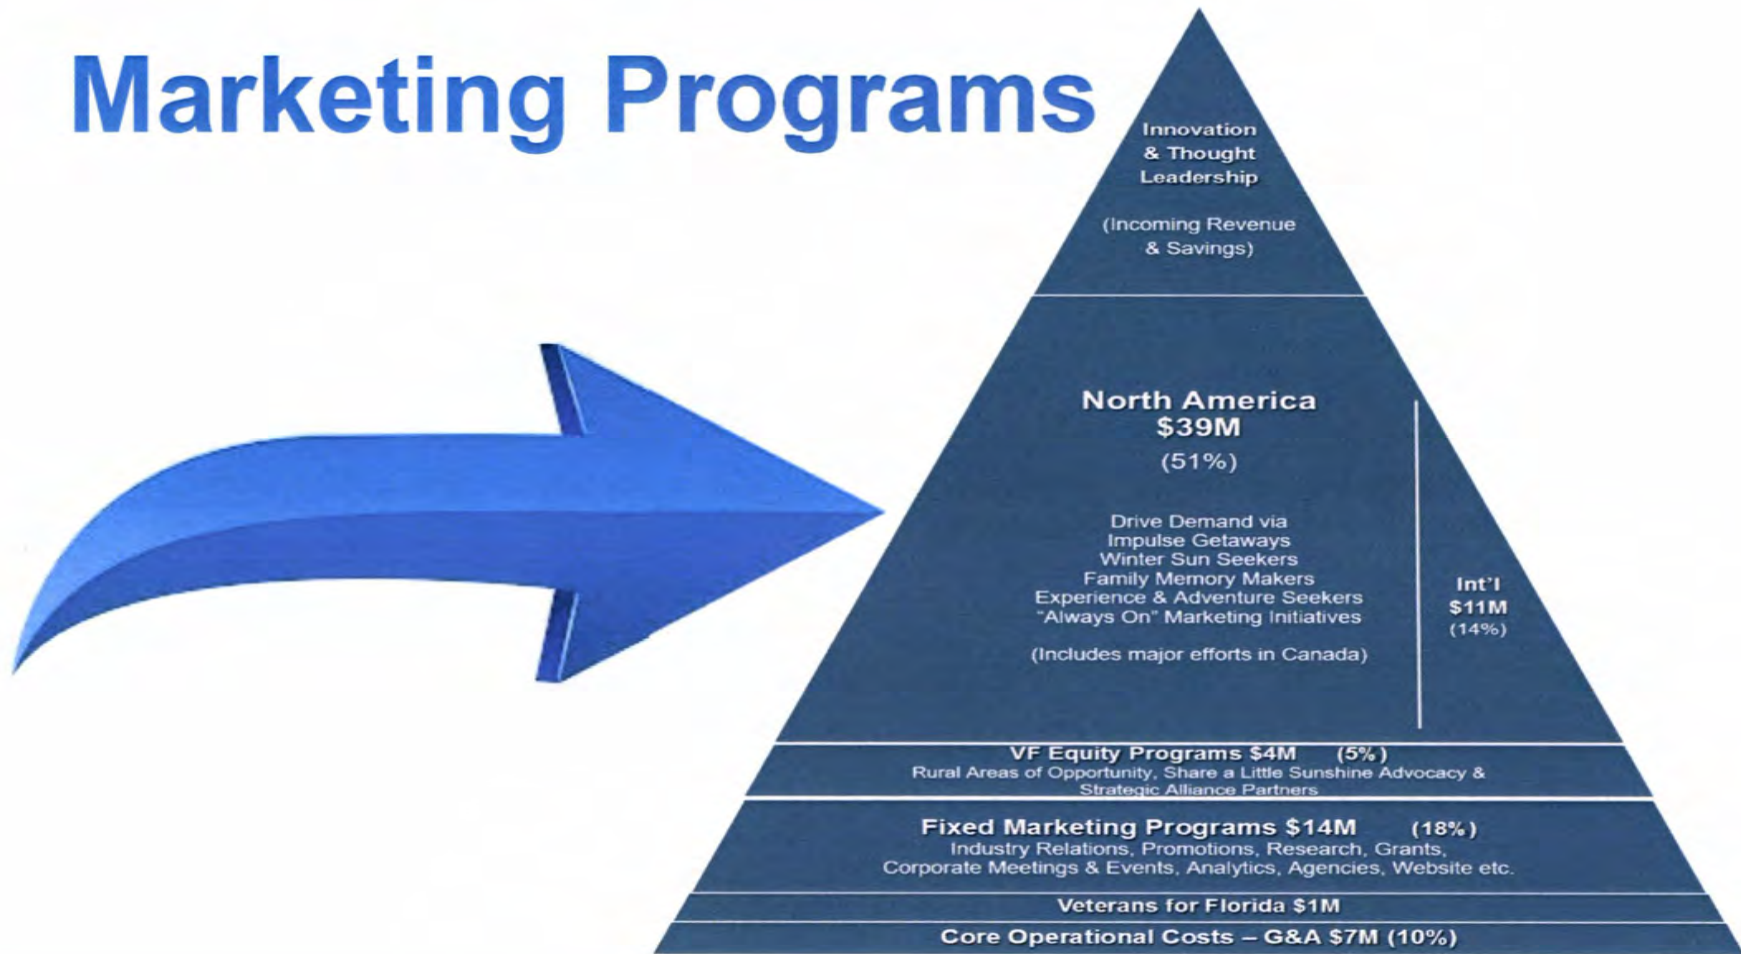 Marketing Programs
Innovation
& Thought
Leadership
(Incoming Revenue
& Savings)
North America
$39M
(51%)
Drive Demand via
Impulse Getaways
Winter Sun Seekers
Family Memory Makers
Experience & Adventure Seekers
"Always On" Marketing Initiatives
(Includes major efforts in Canada)
Int'l
$11M
(14%)
VF Equity Programs $4M (5%)
Rural Areas of Opportunity, Share a Little Sunshine Advocacy &
Strategic Alliance Partners
Fixed Marketing Programs $14M (18%)
Industry Relations, Promotions, Research, Grants,
Corporate Meetings & Events, Analytics, Agencies, Website etc.
Veterans for Florida $1M
Core Operational Costs – G&A $7M (10%)